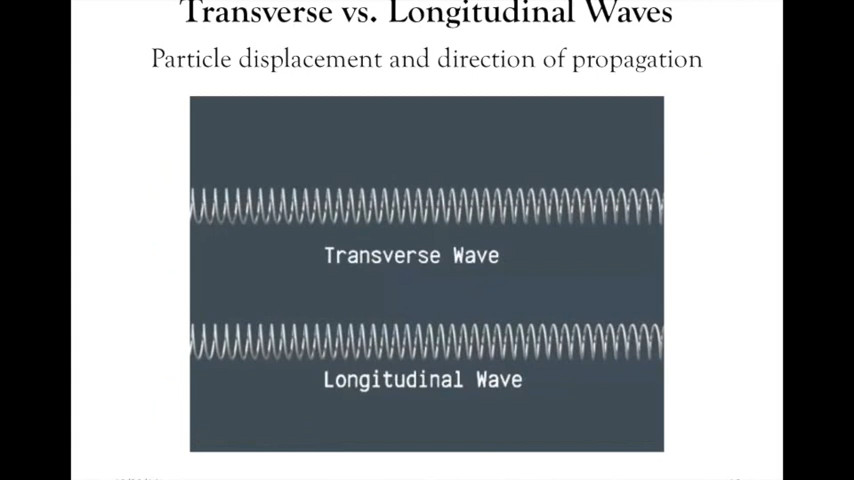 Transverse vs. Longitudinal Waves
Particle displacement and direction of propagation
Transverse Wave
Longitudinal Wave